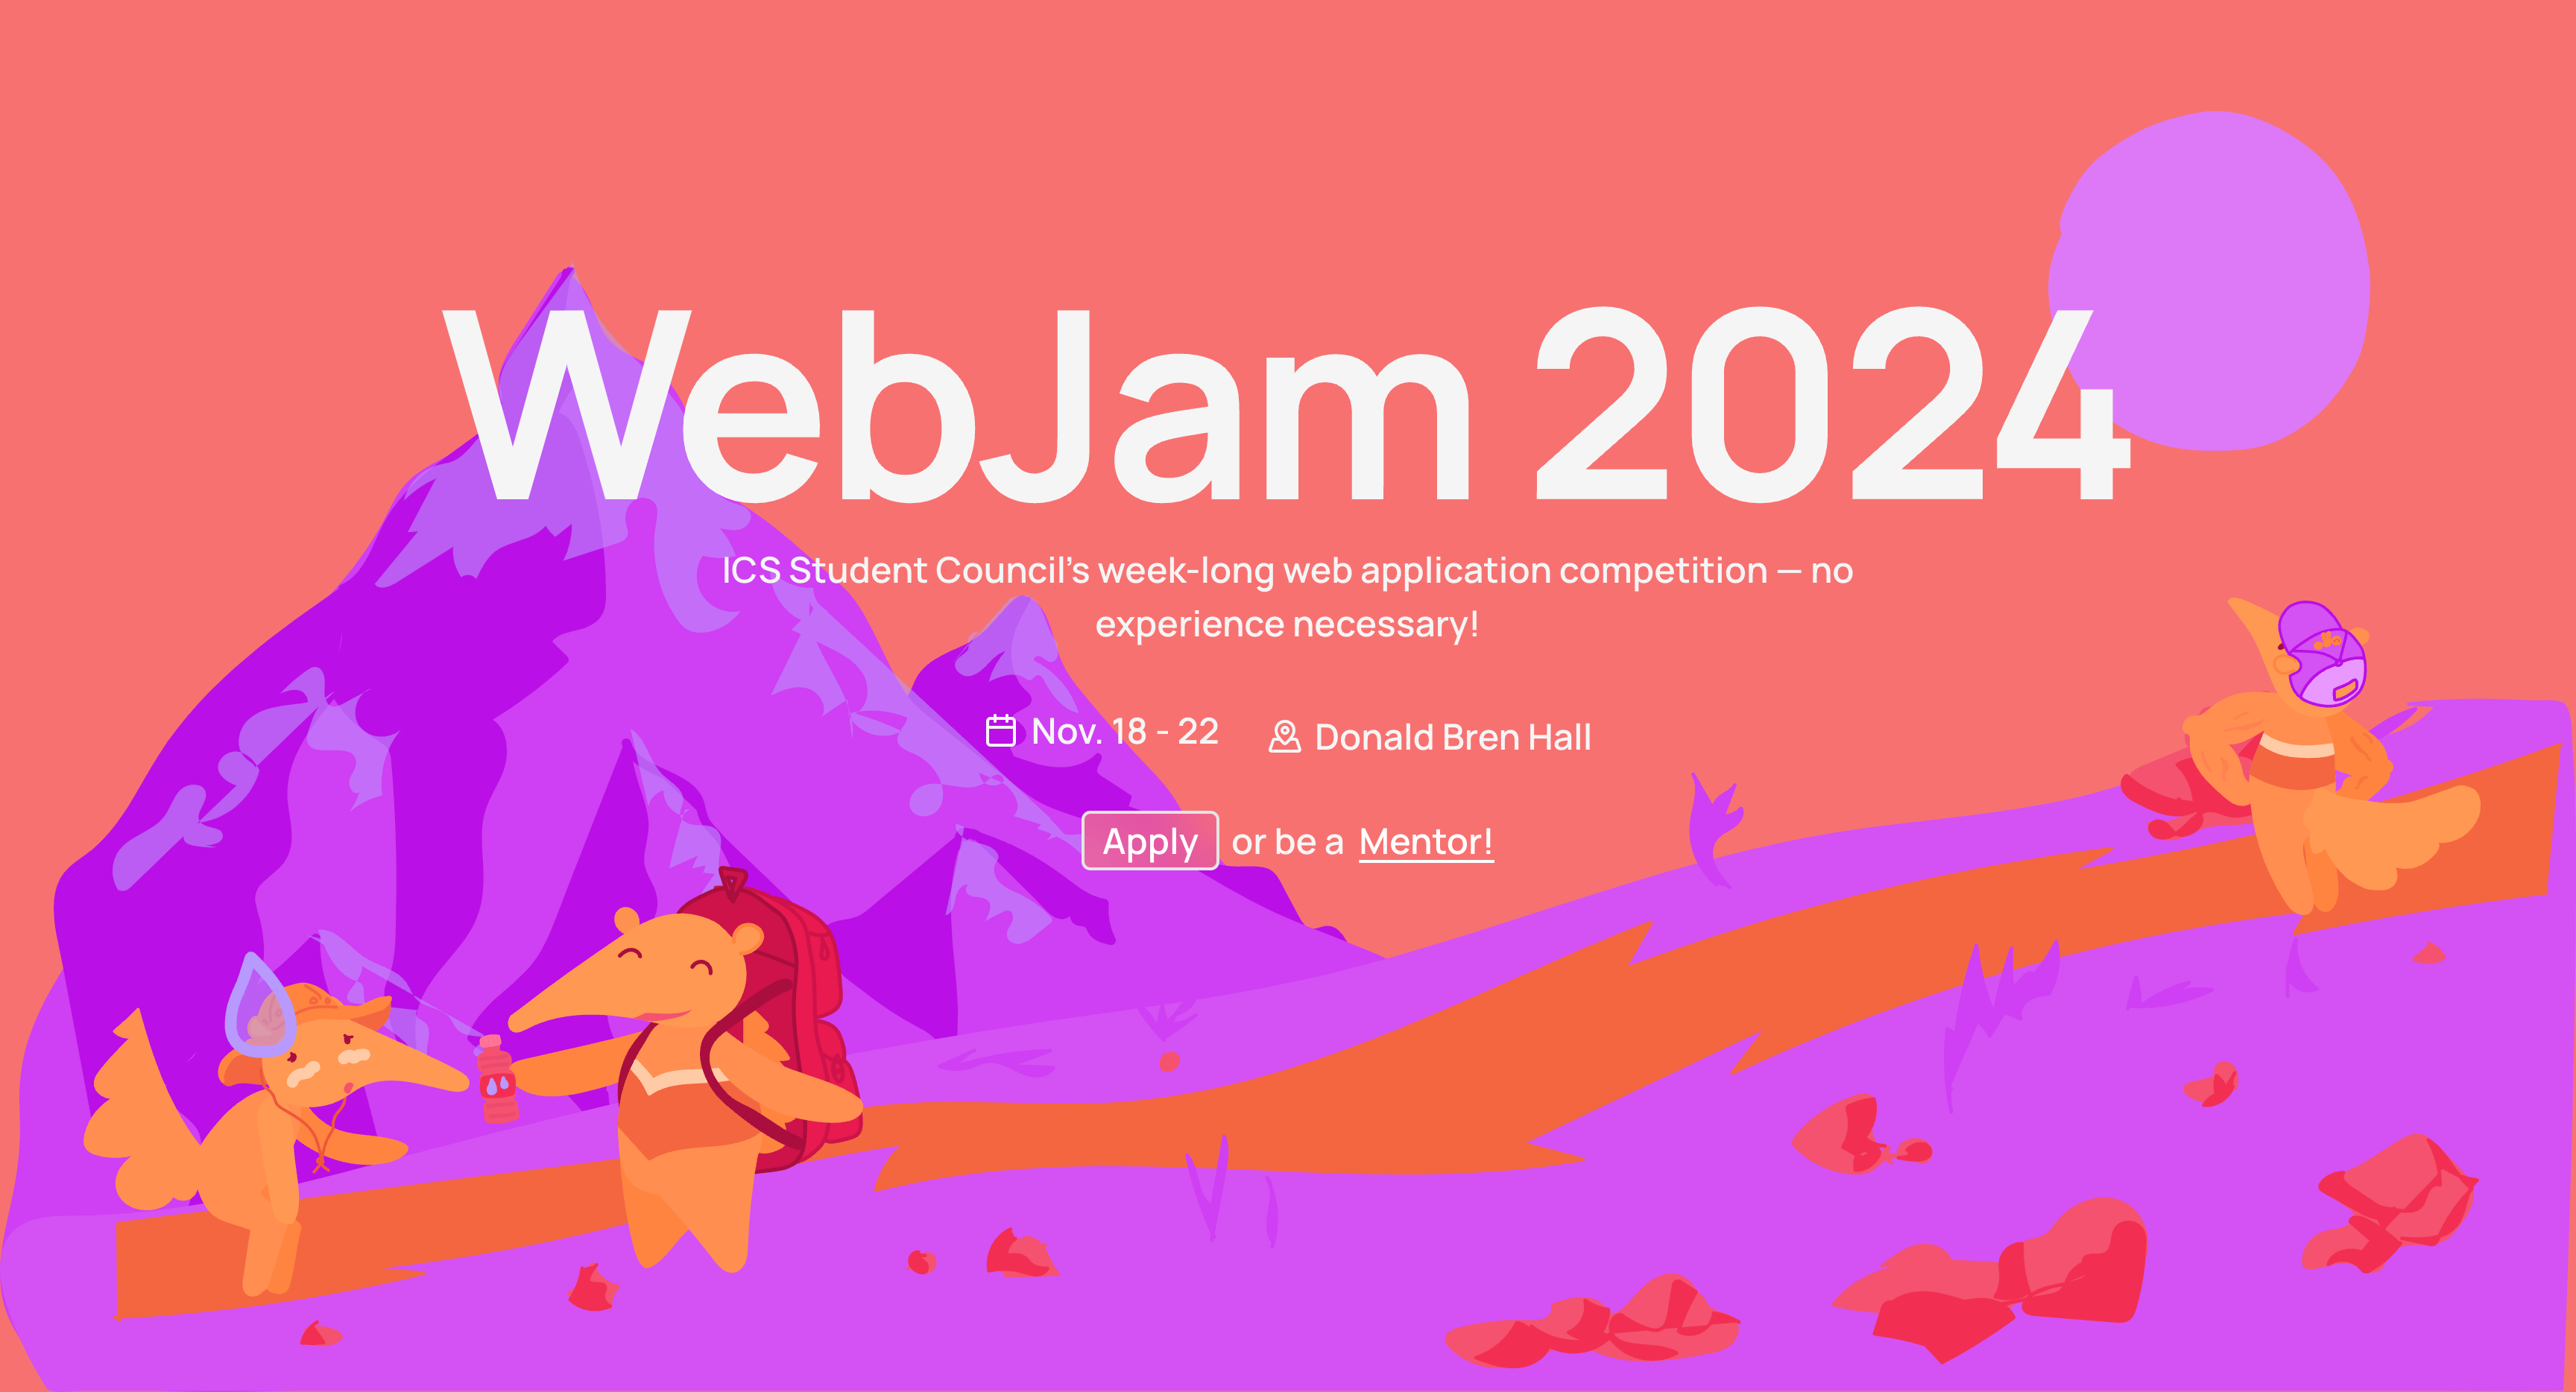 WebJam 2024
ICS Student Council's week-long web application competition — no
experience necessary!
Nov. 18 - 22 Donald Bren Hall
Apply or be a Mentor!